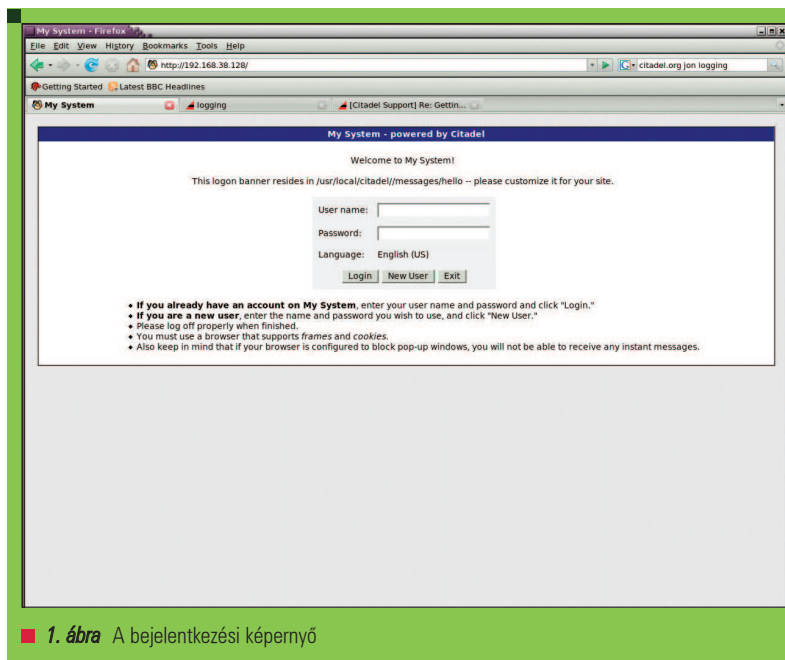 My System - Firefox
File Edit View History Bookmarks Tools Help
http://192.168.38.128/
citadel.org jon logging
Getting Started Latest BBC Headlines
My System logging [Citadel Support] Re: Gettin...
My System - powered by Citadel
Welcome to My System!
This logon banner resides in /usr/local/citadel//messages/hello -- please customize it for your site.
User name:
Password:
Language: English (US)
Login New User Exit
If you already have an account on My System, enter your user name and password and click "Login."
If you are a new user, enter the name and password you wish to use, and click "New User."
Please log off properly when finished.
You must use a browser that supports frames and cookies.
Also keep in mind that if your browser is configured to block pop-up windows, you will not be able to receive any instant messages.
1. ábra A bejelentkezési képernyő